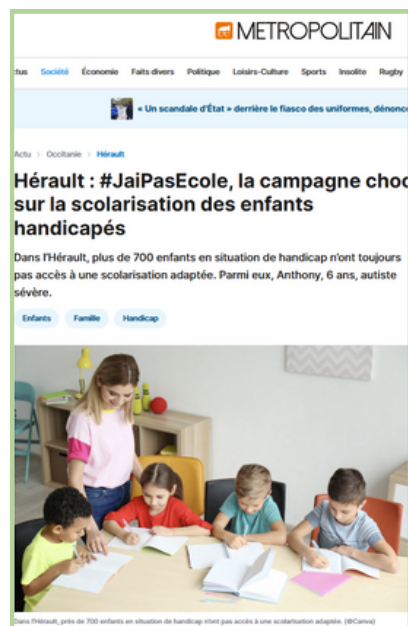 METROPOLITAIN
ctus Société Économie Faits divers Politique Loisirs-Culture Sports Insolite Rugby
« Un scandale d'État » derrière le fiasco des uniformes, dénonce
Actu > Occitanie > Hérault
Hérault : #JaiPasEcole, la campagne choc
sur la scolarisation des enfants
handicapés
Dans l'Hérault, plus de 700 enfants en situation de handicap n'ont toujours
pas accès à une scolarisation adaptée. Parmi eux, Anthony, 6 ans, autiste
sévère.
Enfants Famille Handicap
Dans l'Hérault, près de 700 enfants en situation de handicap n'ont pas accès à une scolarisation adaptée. (©Canva)